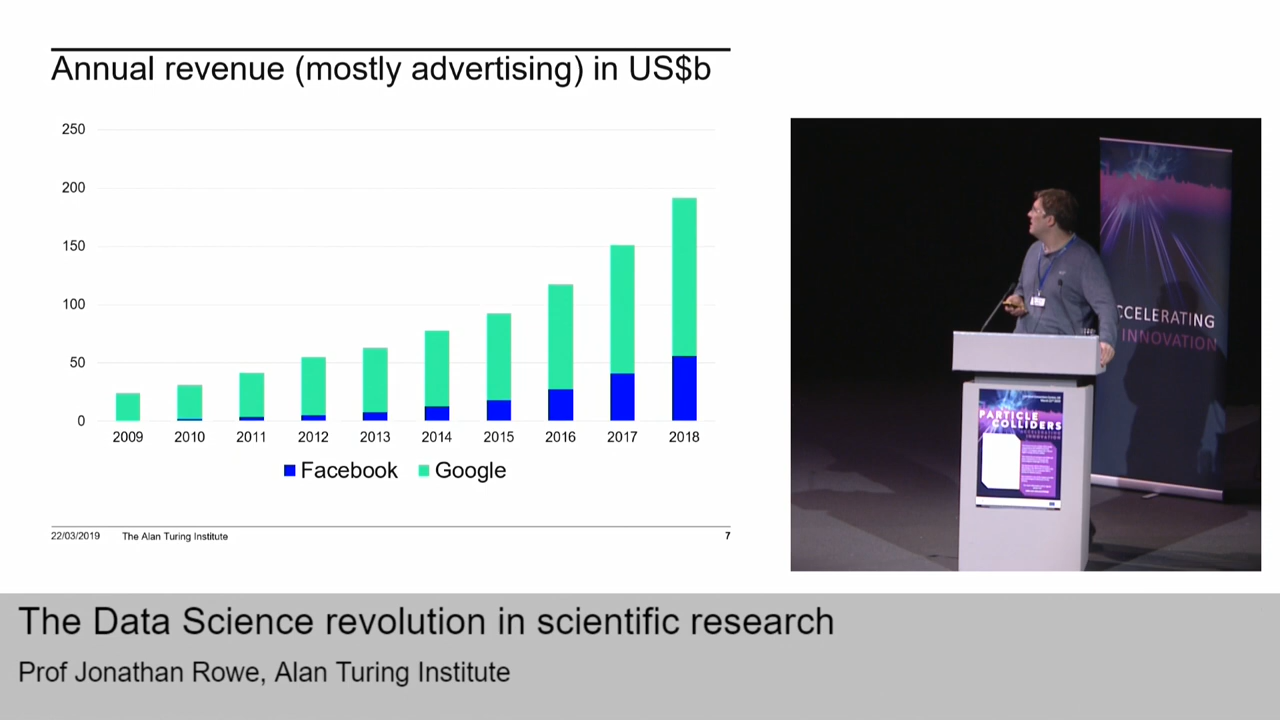 Annual revenue (mostly advertising) in US$b
250
200
150
100
50
0
2009 2010 2011 2012 2013 2014 2015 2016 2017 2018
Facebook Google
22/03/2019 The Alan Turing Institute 7
CCELERATING
INNOVATION
PARTICLE
COLLIDERS
ACCELERATING
INNOVATION
The Data Science revolution in scientific research
Prof Jonathan Rowe, Alan Turing Institute